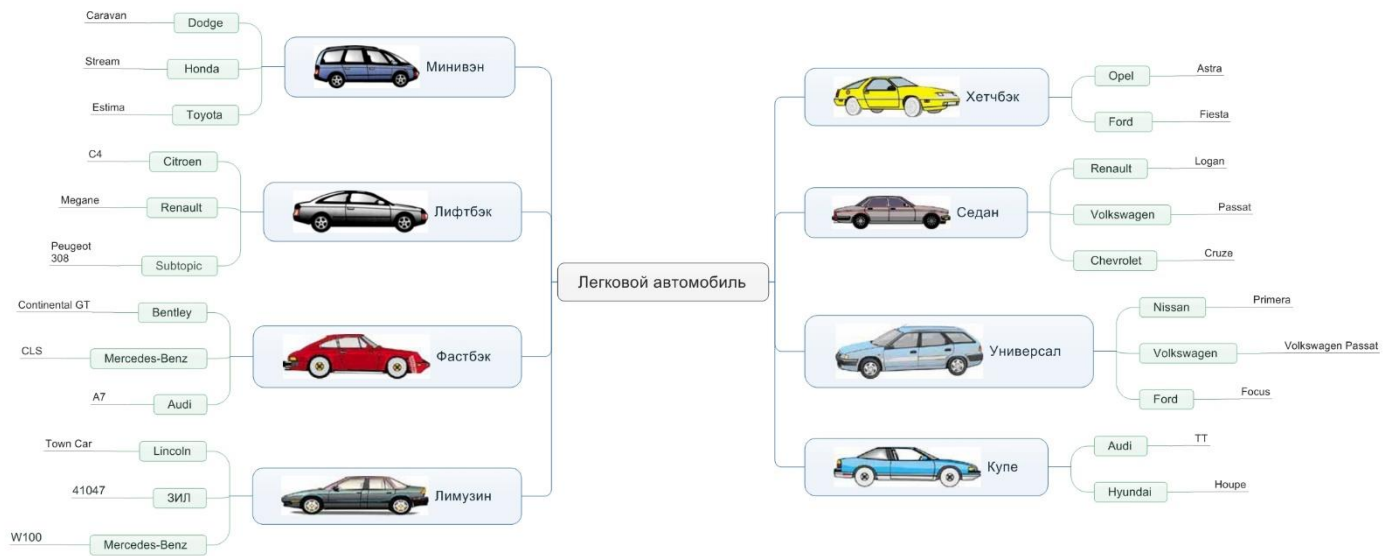 Caravan
Dodge
Stream
Honda
Estima
Toyota
Минивэн
C4
Citroen
Megane
Renault
Peugeot
308
Subtopic
Лифтбэк
Continental GT
Bentley
CLS
Mercedes-Benz
A7
Audi
Фастбэк
Town Car
Lincoln
41047
ЗИЛ
W100
Mercedes-Benz
Лимузин
Легковой автомобиль
Хетчбэк
Opel
Astra
Ford
Fiesta
Седан
Renault
Logan
Volkswagen
Passat
Chevrolet
Cruze
Универсал
Nissan
Primera
Volkswagen
Volkswagen Passat
Ford
Focus
Купе
Audi
TT
Hyundai
Houpe